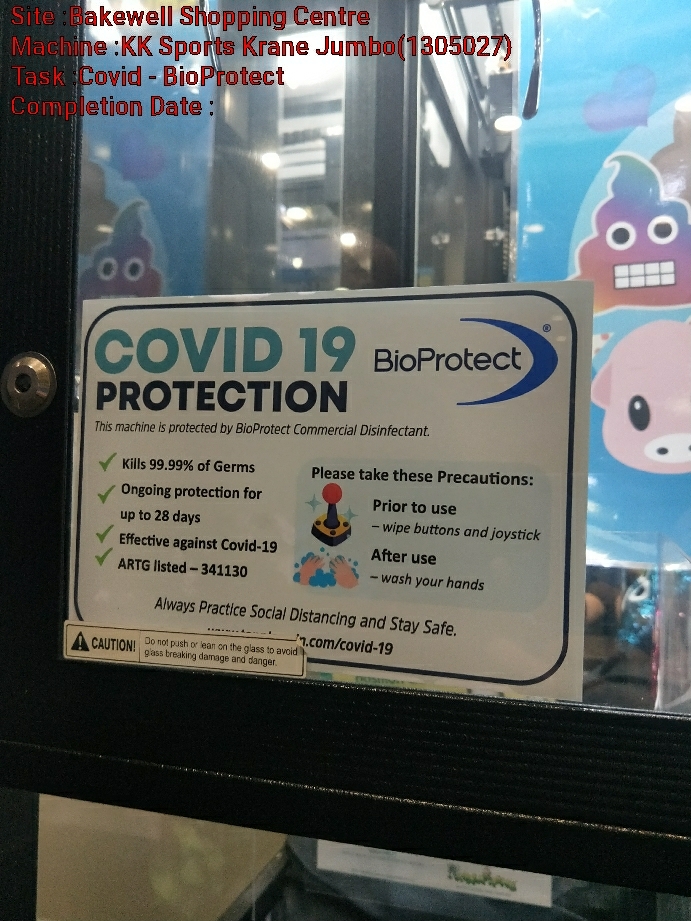 Site :Bakewell Shopping Centre
Machine :KK Sports Krane Jumbo(1305027)
Task :Covid - BioProtect
Completion Date :
COVID 19
PROTECTION
BioProtect®
This machine is protected by BioProtect Commercial Disinfectant.
Kills 99.99% of Germs
Ongoing protection for
up to 28 days
Effective against Covid-19
ARTG listed – 341130
Please take these Precautions:
Prior to use
– wipe buttons and joystick
After use
– wash your hands
Always Practice Social Distancing and Stay Safe.
n.com/covid-19
CAUTION!
Do not push or lean on the glass to avoid
glass breaking damage and danger.